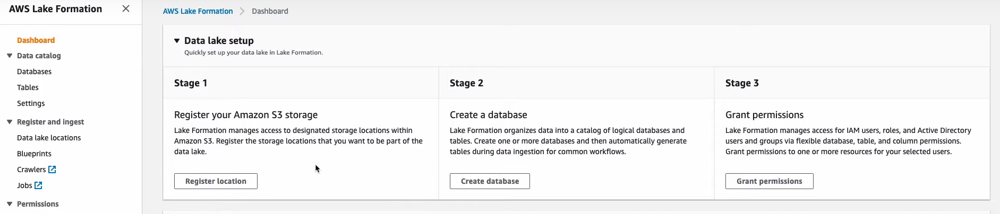 AWS Lake Formation
Dashboard
Data catalog
Databases
Tables
Settings
Register and ingest
Data lake locations
Blueprints
Crawlers
Jobs
Permissions
AWS Lake Formation > Dashboard
Data lake setup
Quickly set up your data lake in Lake Formation.
Stage 1
Register your Amazon S3 storage
Lake Formation manages access to designated storage locations within
Amazon S3. Register the storage locations that you want to be part of the
data lake.
Register location
Stage 2
Create a database
Lake Formation organizes data into a catalog of logical databases and
tables. Create one or more databases and then automatically generate
tables during data ingestion for common workflows.
Create database
Stage 3
Grant permissions
Lake Formation manages access for IAM users, roles, and Active Directory
users and groups via flexible database, table, and column permissions.
Grant permissions to one or more resources for your selected users.
Grant permissions